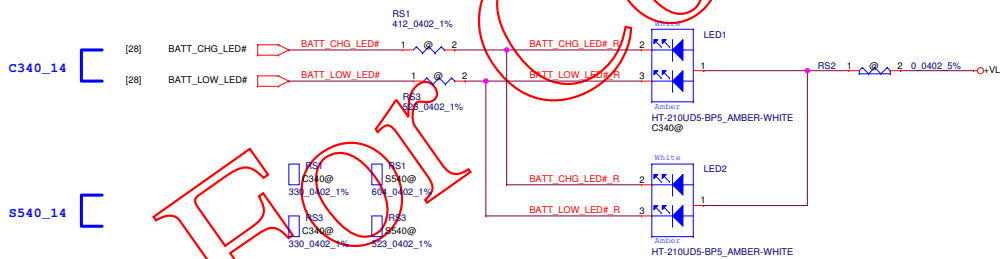 RS1
412_0402_1%
White
LED1
[28] BATT_CHG_LED# BATT_CHG_LED# 1 @ 2 BATT_CHG_LED#_R 2
C340_14
1 RS2 1 @ 2 0_0402_5% +VL
[28] BATT_LOW_LED# BATT_LOW_LED# 1 @ 2 BATT_LOW_LED#_R 3
RS3
523_0402_1%
Amber
HT-210UD5-BP5_AMBER-WHITE
C340@
White
LED2
RS1 RS1
C340@ S540@
BATT_CHG_LED#_R 2
330_0402_1% 604_0402_1%
1
S540_14
BATT_LOW_LED#_R 3
RS3 RS3
C340@ S540@
330_0402_1% 523_0402_1%
Amber
HT-210UD5-BP5_AMBER-WHITE
For